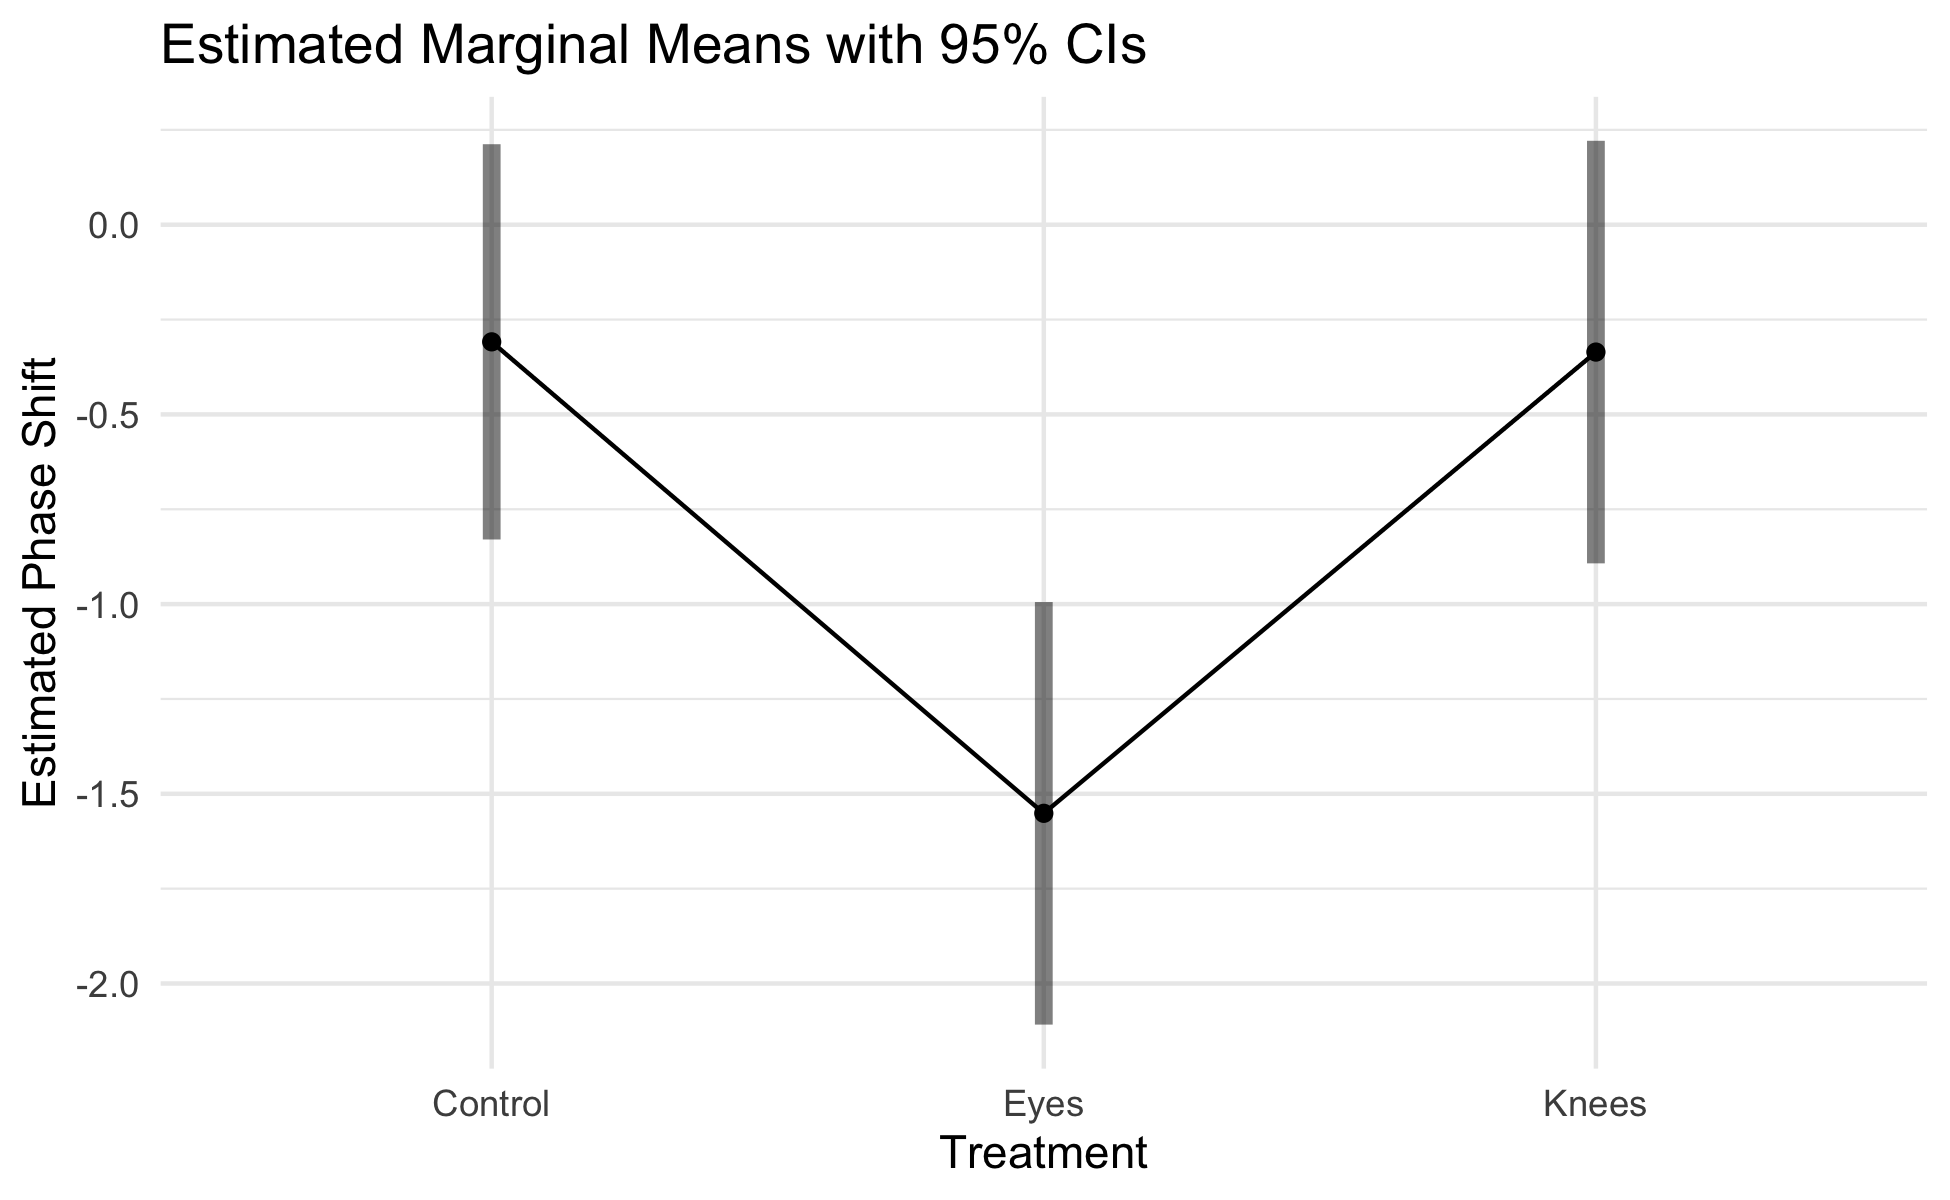 Estimated Marginal Means with 95% CIs
Estimated Phase Shift
0.0
-0.5
-1.0
-1.5
-2.0
Control
Eyes
Knees
Treatment